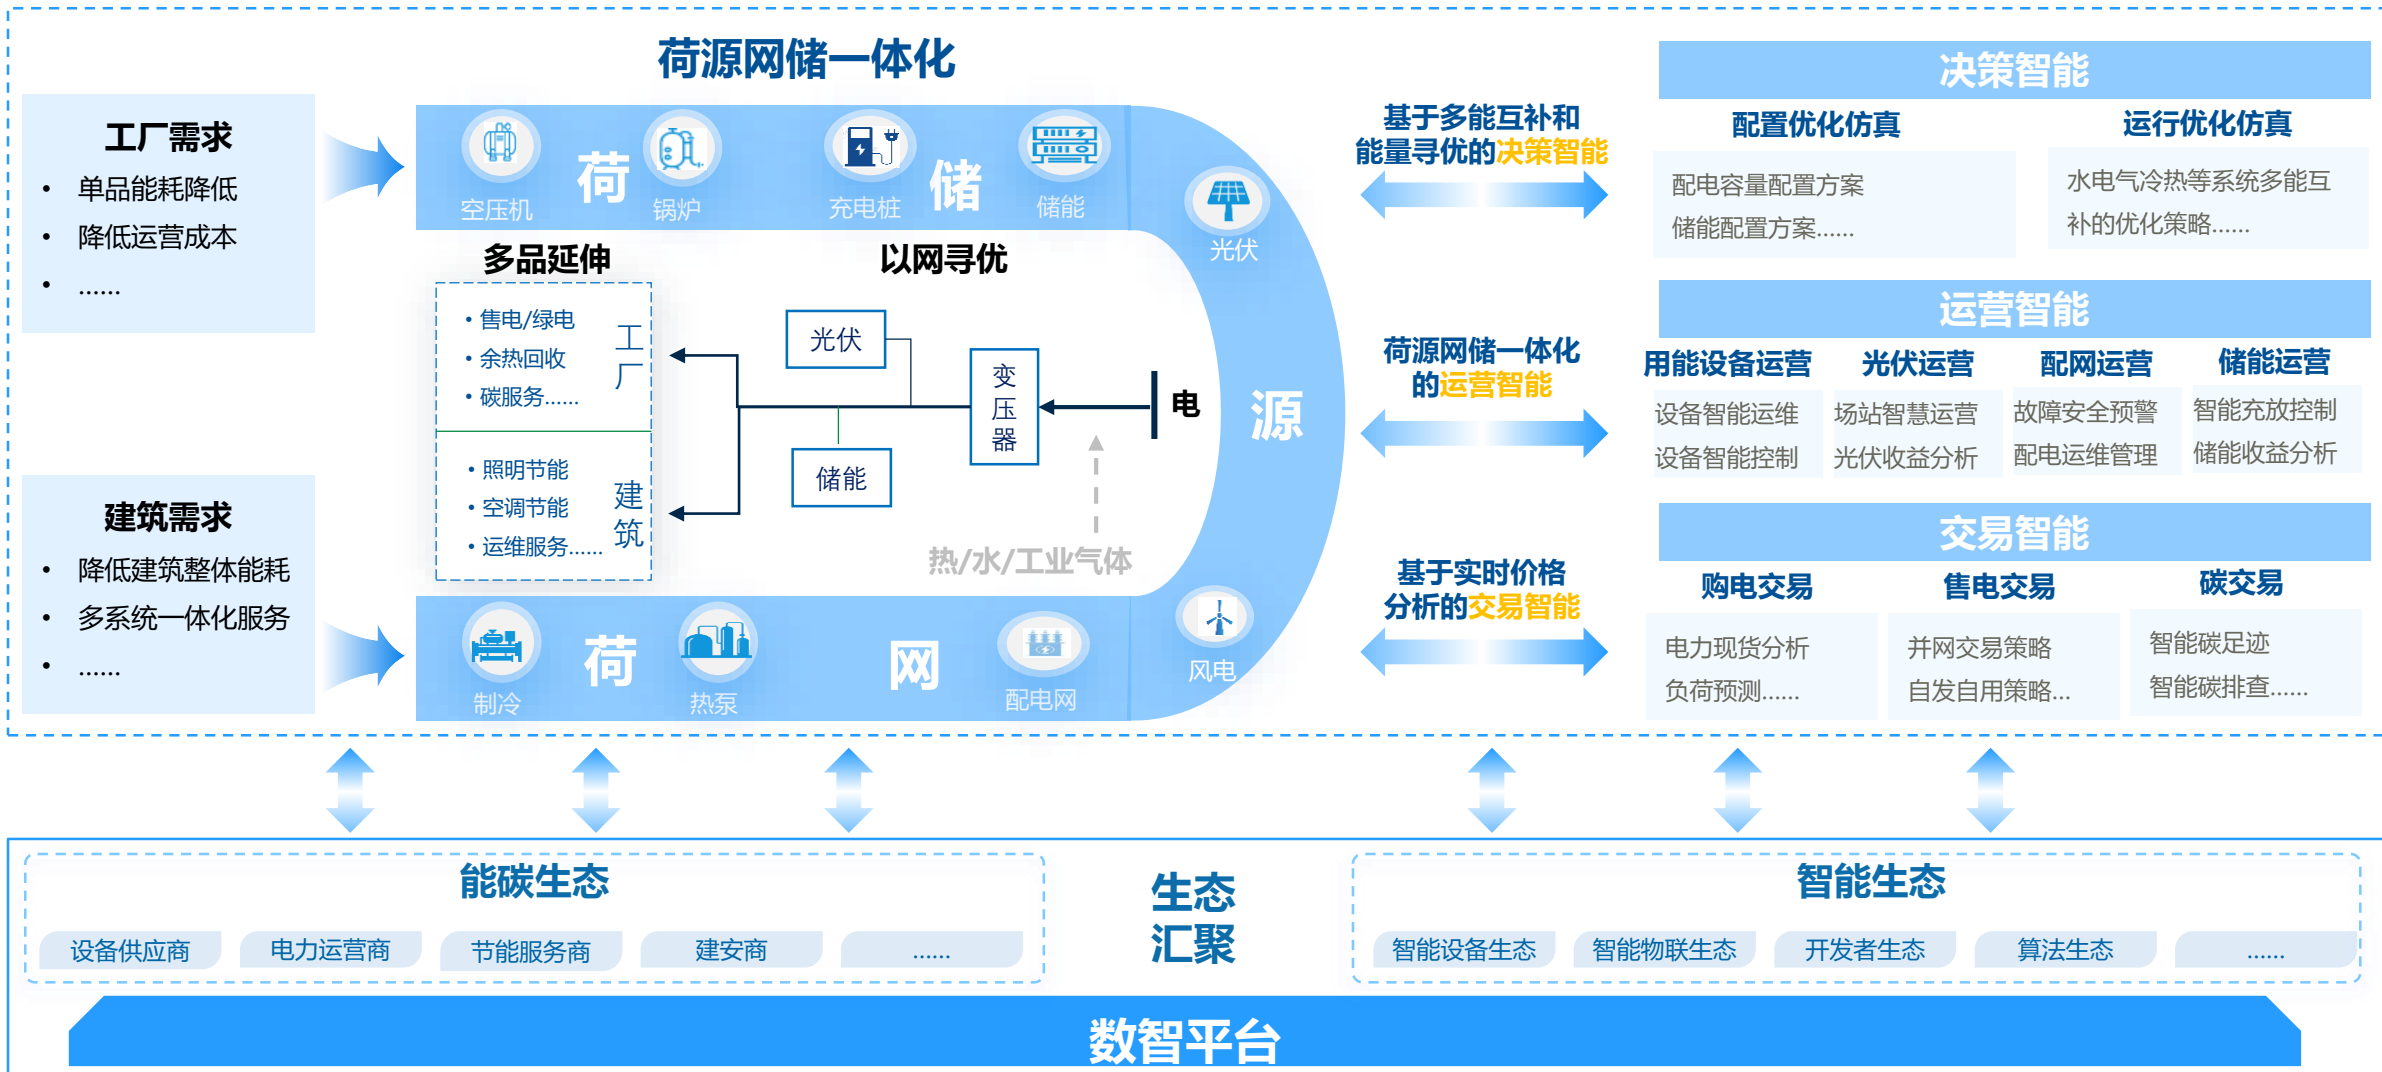 荷源网储一体化
工厂需求
• 单品能耗降低
• 降低运营成本
• ……
建筑需求
• 降低建筑整体能耗
• 多系统一体化服务
• ……
空压机
荷
锅炉
充电桩
储
储能
光伏
源
风电
多品延伸
以网寻优
• 售电/绿电
• 余热回收
• 碳服务……
工厂
• 照明节能
• 空调节能
• 运维服务……
建筑
光伏
储能
变压器
电
热/水/工业气体
制冷
荷
热泵
网
配电网
基于多能互补和
能量寻优的决策智能
荷源网储一体化
的运营智能
基于实时价格
分析的交易智能
决策智能
配置优化仿真
配电容量配置方案
储能配置方案……
运行优化仿真
水电气冷热等系统多能互
补的优化策略……
运营智能
用能设备运营
设备智能运维
设备智能控制
光伏运营
场站智慧运营
光伏收益分析
配网运营
故障安全预警
配电运维管理
储能运营
智能充放控制
储能收益分析
交易智能
购电交易
电力现货分析
负荷预测……
售电交易
并网交易策略
自发自用策略…
碳交易
智能碳足迹
智能碳排查……
能碳生态
设备供应商
电力运营商
节能服务商
建安商
……
生态
汇聚
智能生态
智能设备生态
智能物联生态
开发者生态
算法生态
……
数智平台